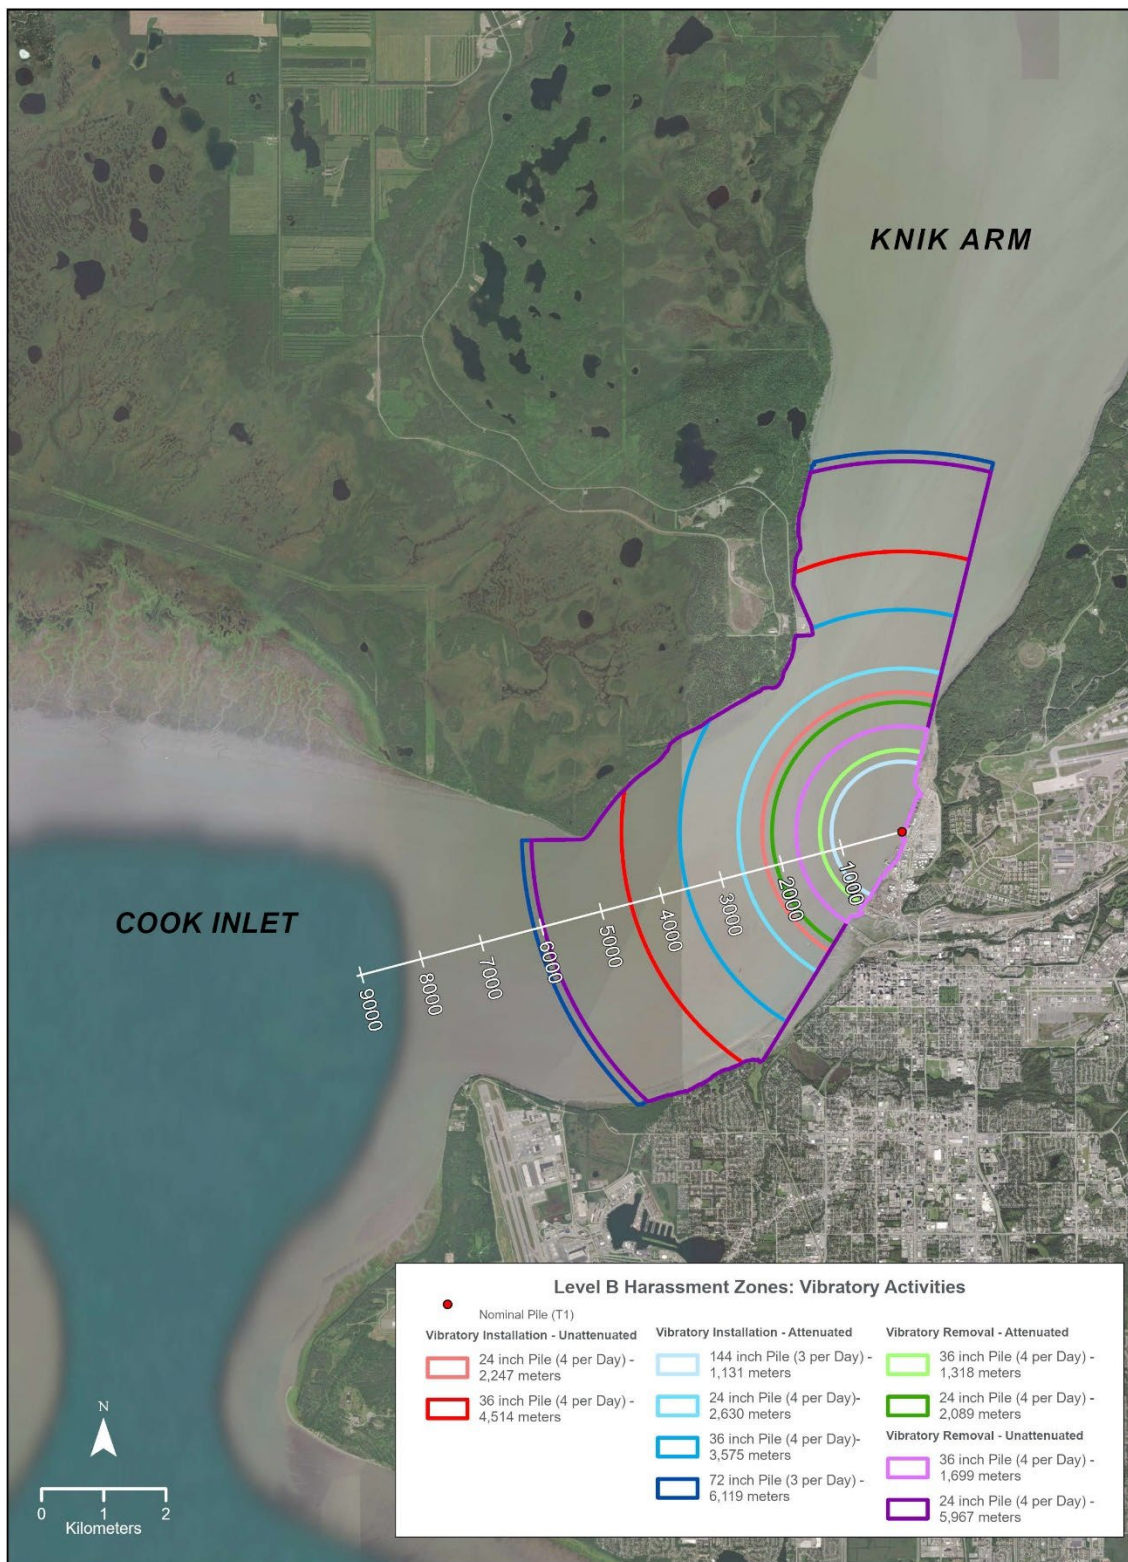 KNIK ARM
COOK INLET
9000
8000
7000
6000
5000
4000
3000
2000
1000
Level B Harassment Zones: Vibratory Activities
Nominal Pile (T1)
Vibratory Installation - Unattenuated
24 inch Pile (4 per Day) -
2,247 meters
36 inch Pile (4 per Day) -
4,514 meters
Vibratory Installation - Attenuated
144 inch Pile (3 per Day) -
1,131 meters
24 inch Pile (4 per Day) -
2,630 meters
36 inch Pile (4 per Day)-
3,575 meters
72 inch Pile (3 per Day) -
6,119 meters
Vibratory Removal - Attenuated
36 inch Pile (4 per Day) -
1,318 meters
24 inch Pile (4 per Day) -
2,089 meters
Vibratory Removal - Unattenuated
36 inch Pile (4 per Day) -
1,699 meters
24 inch Pile (4 per Day) -
5,967 meters
N
0 1 2
Kilometers